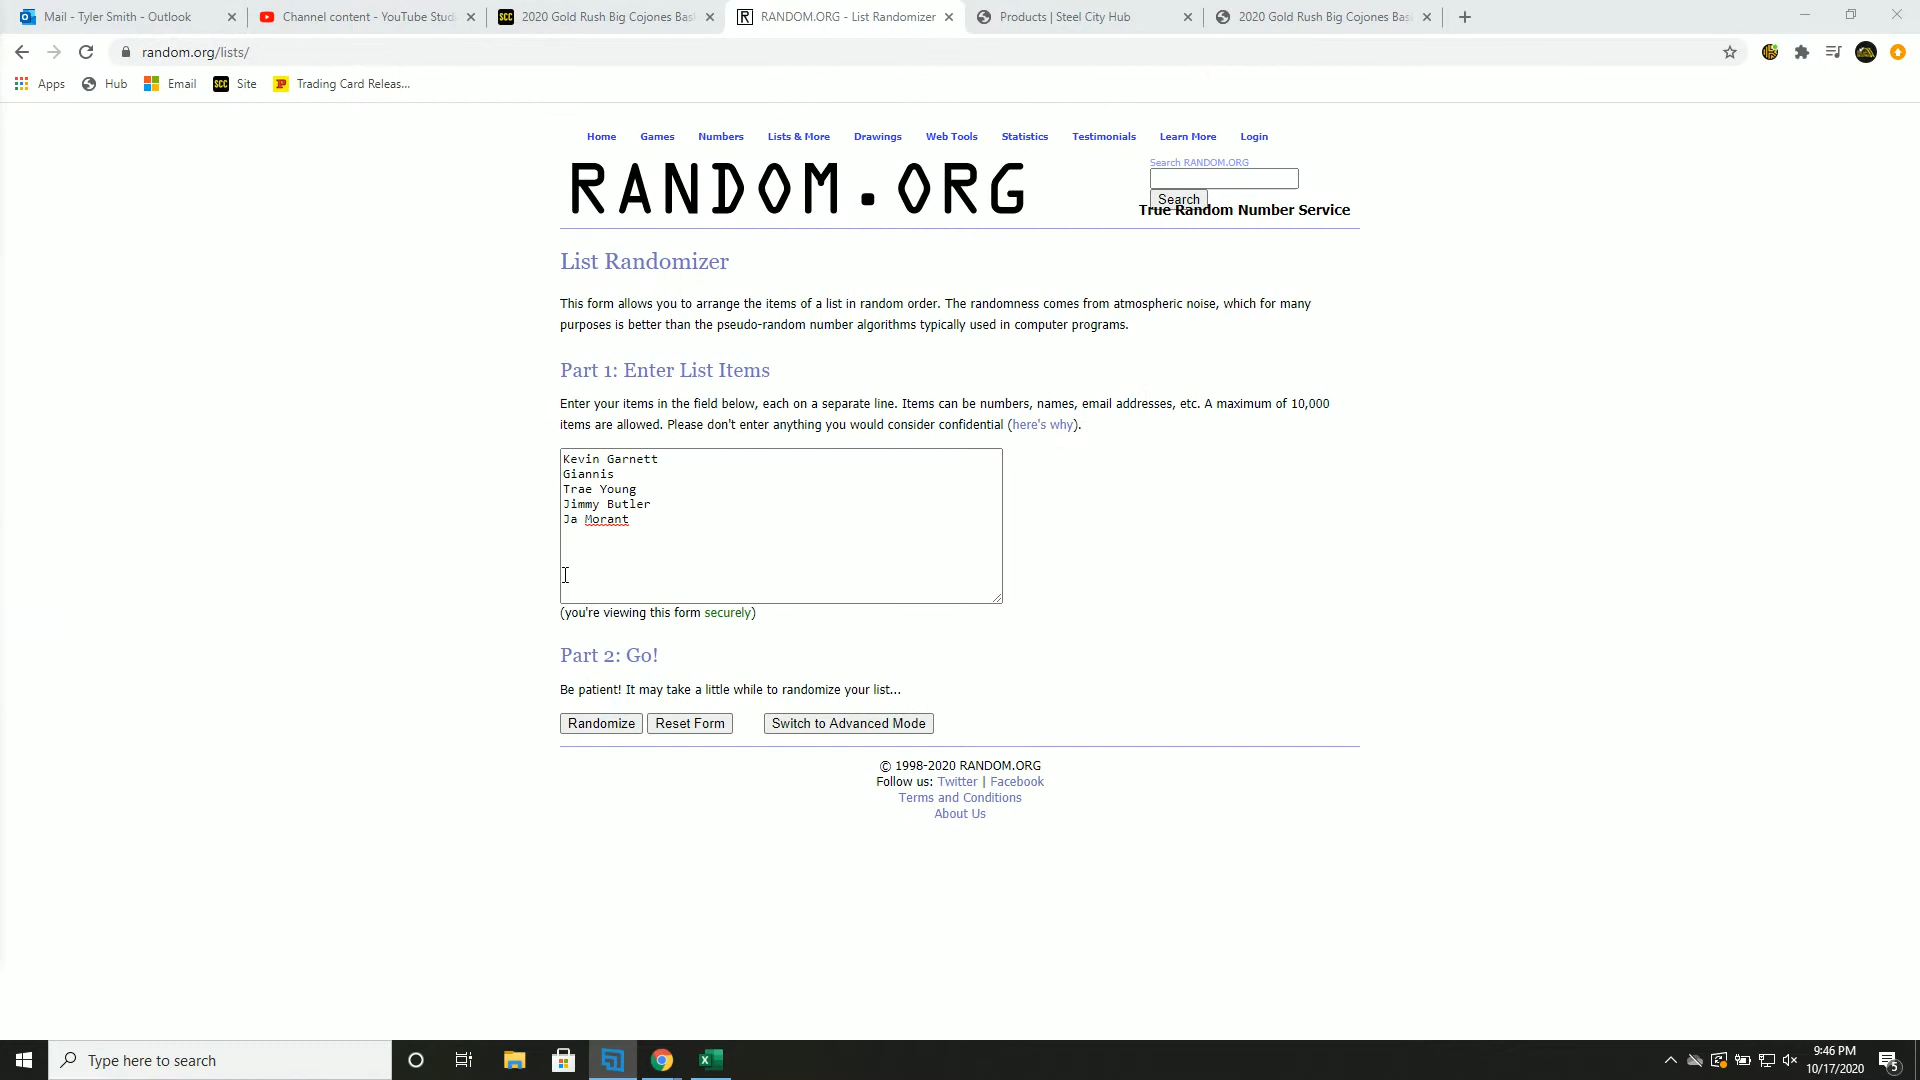 Mail - Tyler Smith - Outlook
Channel content - YouTube Stud
SCC 2020 Gold Rush Big Cojones Bas
R RANDOM.ORG - List Randomizer
Products | Steel City Hub
2020 Gold Rush Big Cojones Bas
random.org/lists/
Apps Hub Email SCC Site Trading Card Releas...
Home Games Numbers Lists & More Drawings Web Tools Statistics Testimonials Learn More Login
RANDOM.ORG
Search RANDOM.ORG
Search
True Random Number Service
List Randomizer
This form allows you to arrange the items of a list in random order. The randomness comes from atmospheric noise, which for many
purposes is better than the pseudo-random number algorithms typically used in computer programs.
Part 1: Enter List Items
Enter your items in the field below, each on a separate line. Items can be numbers, names, email addresses, etc. A maximum of 10,000
items are allowed. Please don't enter anything you would consider confidential (here's why).
Kevin Garnett
Giannis
Trae Young
Jimmy Butler
Ja Morant
(you're viewing this form securely)
Part 2: Go!
Be patient! It may take a little while to randomize your list...
Randomize Reset Form Switch to Advanced Mode
© 1998-2020 RANDOM.ORG
Follow us: Twitter | Facebook
Terms and Conditions
About Us
Type here to search
9:46 PM
10/17/2020
5